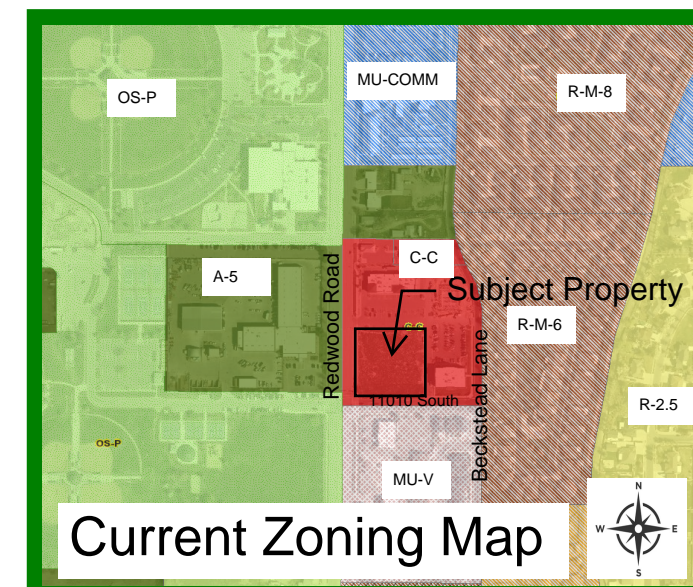 OS-P
MU-COMM
R-M-8
A-5
Redwood Road
C-C
Subject Property
C-C
R-M-6
Beckstead Lane
11010 South
R-2.5
OS-P
MU-V
Current Zoning Map
N
W
E
S